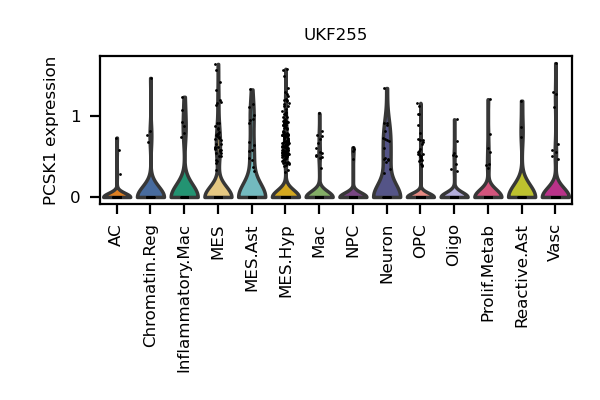 UKF255
PCSK1 expression
1
0
AC
Chromatin.Reg
Inflammatory.Mac
MES
MES.Ast
MES.Hyp
Mac
NPC
Neuron
OPC
Oligo
Prolif.Metab
Reactive.Ast
Vasc